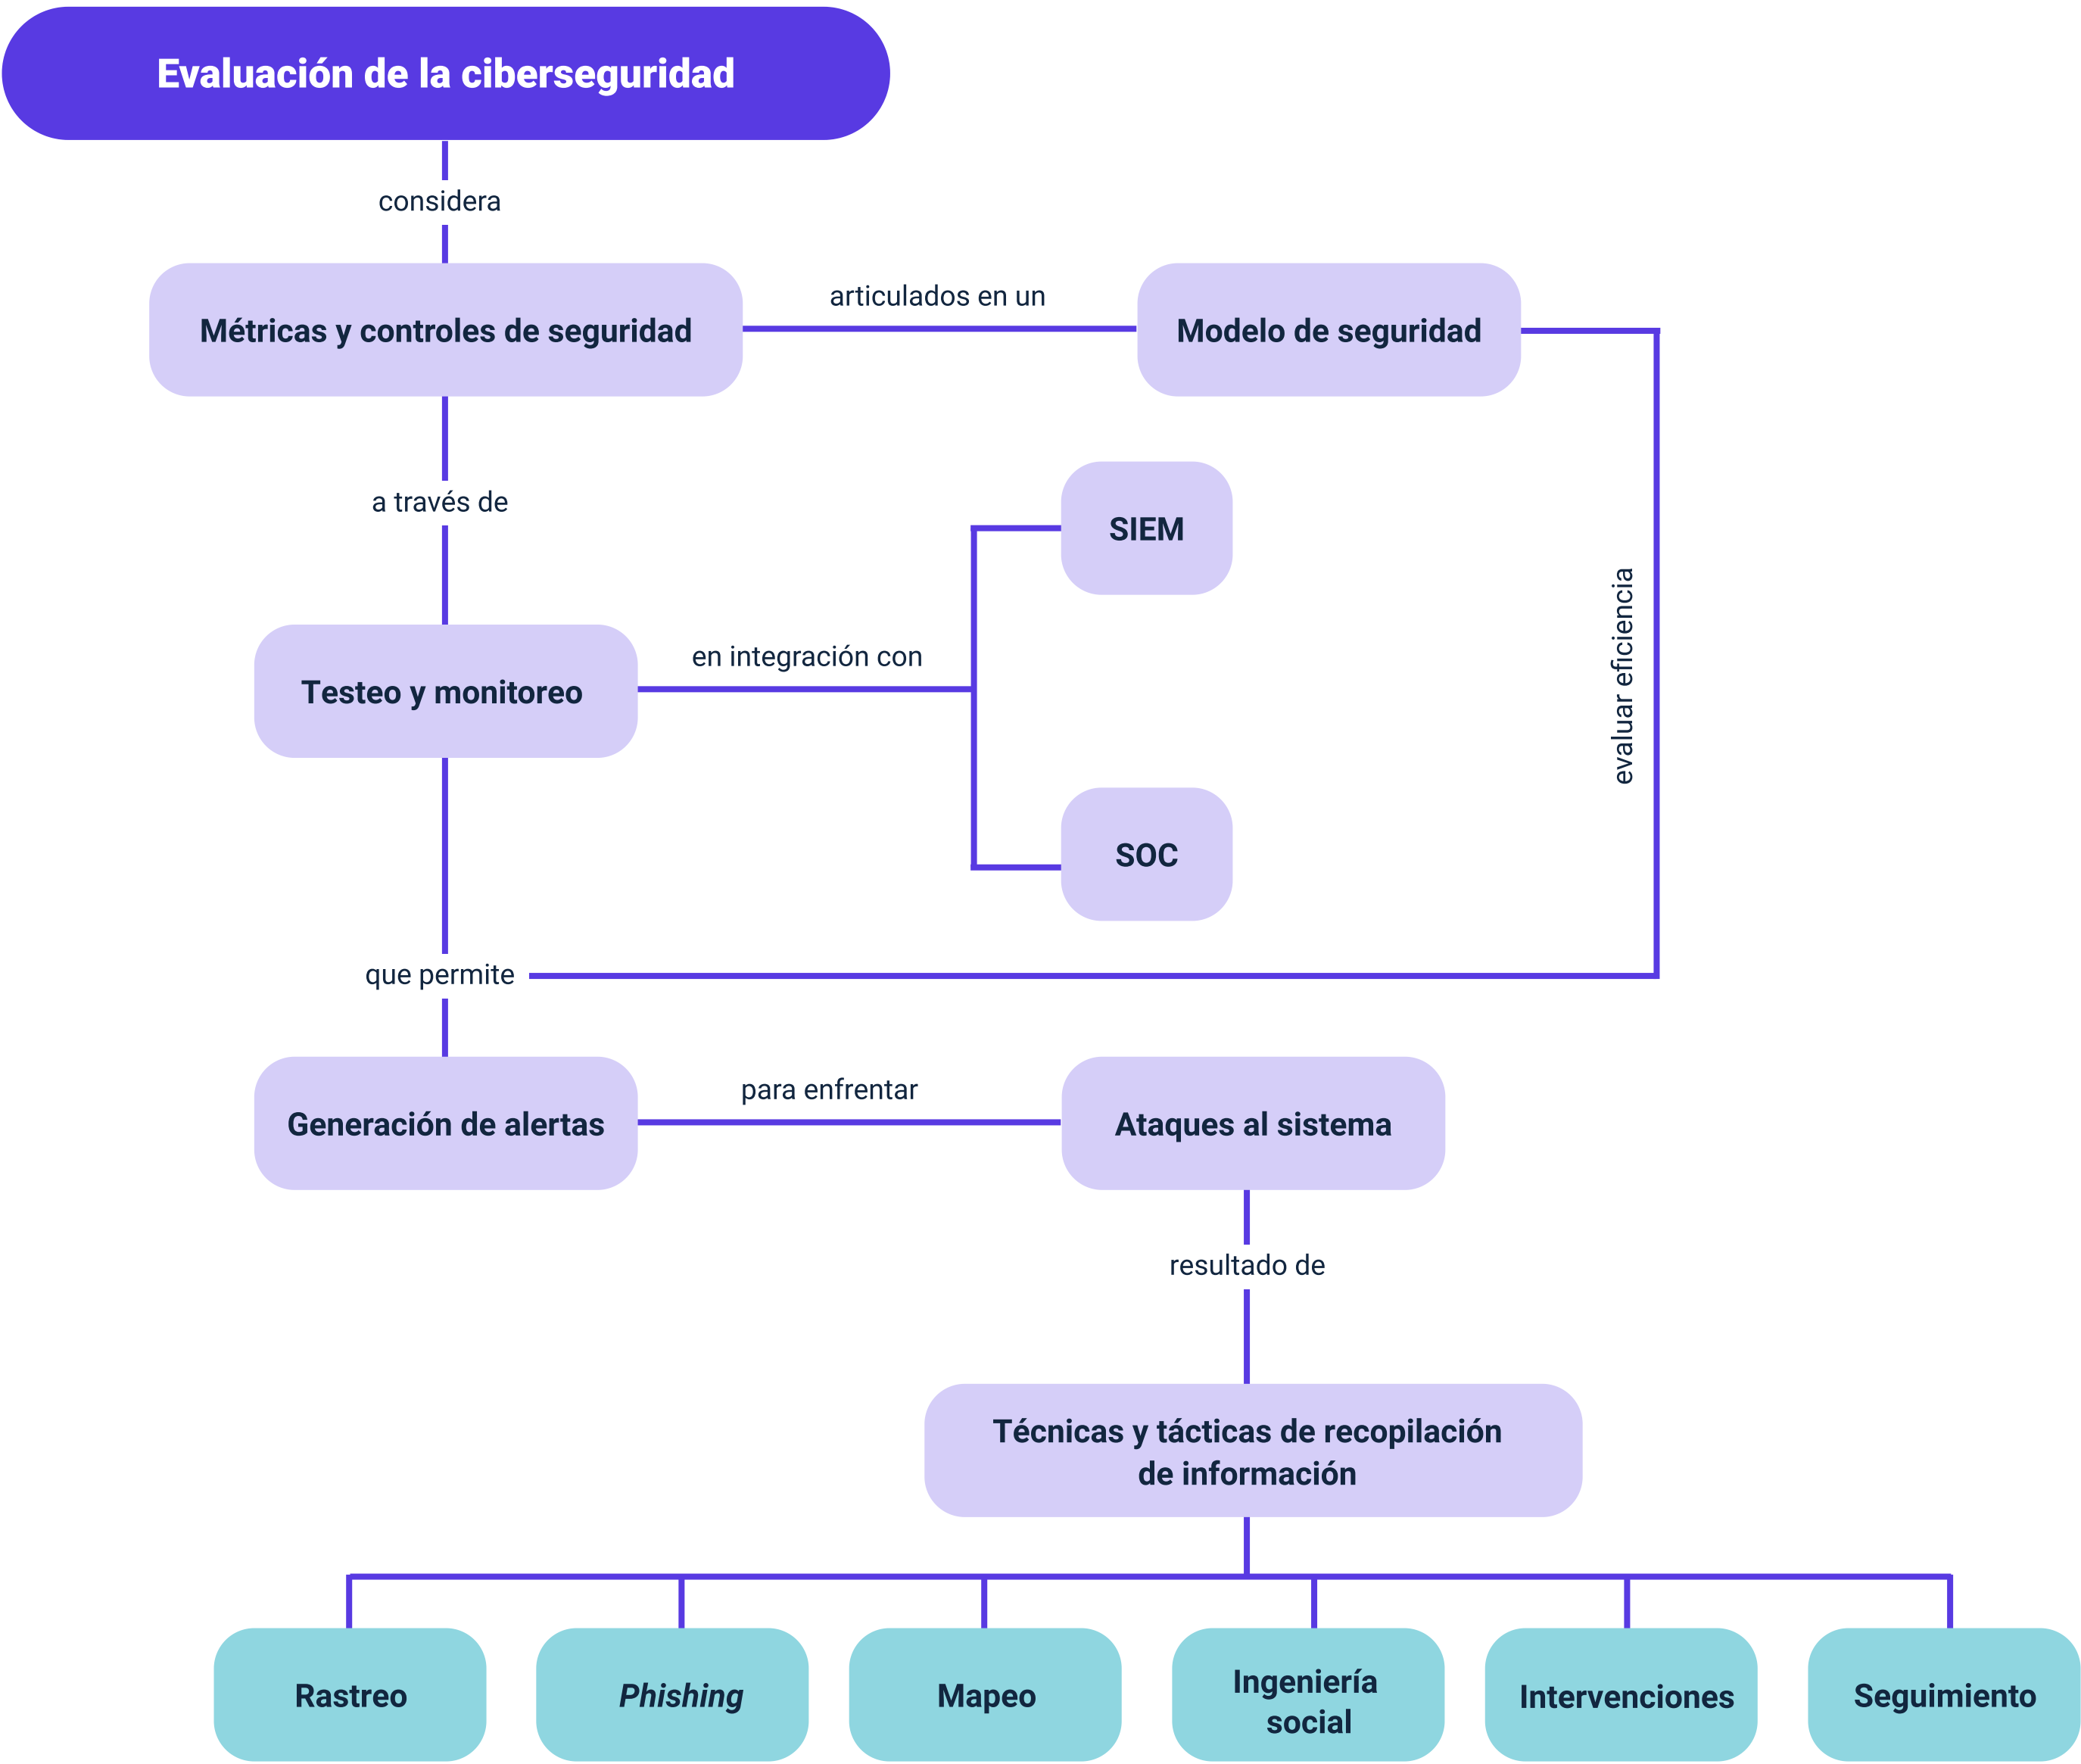 Evaluación de la ciberseguridad
considera
Métricas y controles de seguridad
articulados en un
Modelo de seguridad
a través de
SIEM
evaluar eficiencia
Testeo y monitoreo
en integración con
SOC
que permite
Generación de alertas
para enfrentar
Ataques al sistema
resultado de
Técnicas y tácticas de recopilación
de información
Rastreo
Phishing
Mapeo
Ingeniería
social
Intervenciones
Seguimiento